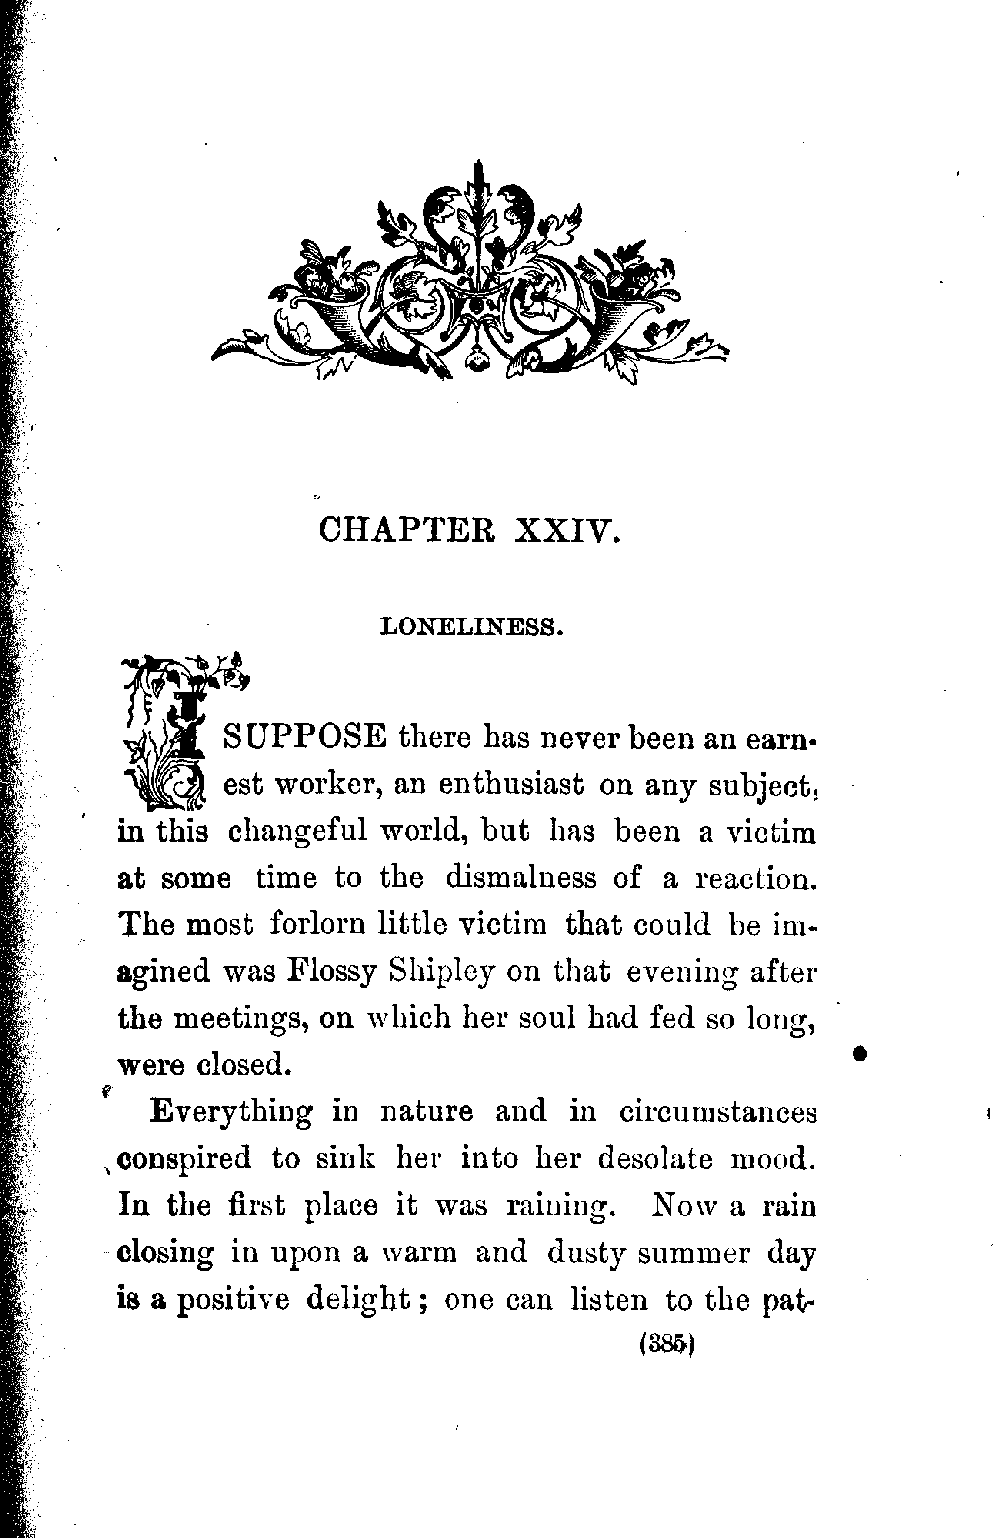 CHAPTER XXIV.
LONELINESS.
I SUPPOSE there has never been an earn-
est worker, an enthusiast on any subject,
in this changeful world, but has been a victim
at some time to the dismalness of a reaction.
The most forlorn little victim that could be im-
agined was Flossy Shipley on that evening after
the meetings, on which her soul had fed so long,
were closed.
Everything in nature and in circumstances
conspired to sink her into her desolate mood.
In the first place it was raining. Now a rain
closing in upon a warm and dusty summer day
is a positive delight; one can listen to the pat-
(385)